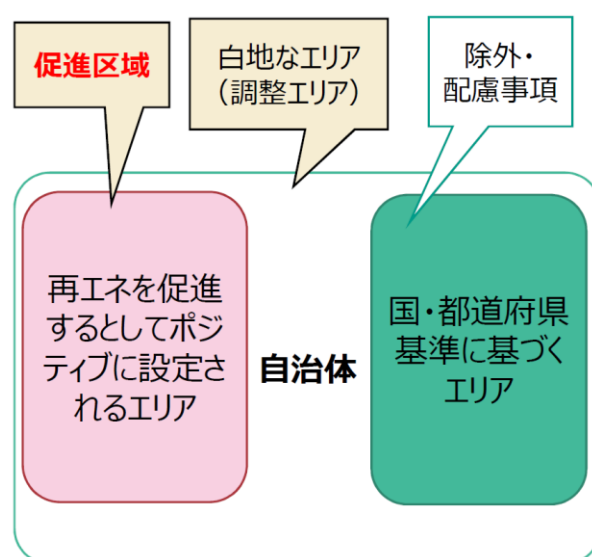 促進区域
白地なエリア
（調整エリア）
除外・
配慮事項
再エネを促進
するとしてポジ
ティブに設定さ
れるエリア
自治体
国・都道府県
基準に基づく
エリア